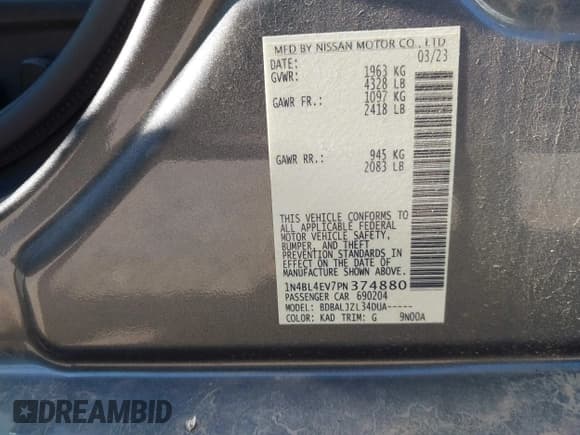 MFD BY NISSAN MOTOR CO., LTD
DATE: 03/23
GVWR: 1963 KG
4328 LB
GAWR FR.: 1097 KG
2418 LB
GAWR RR.: 945 KG
2083 LB
THIS VEHICLE CONFORMS TO
ALL APPLICABLE FEDERAL
MOTOR VEHICLE SAFETY,
BUMPER, AND THEFT
PREVENTION STANDARDS IN
EFFECT ON THE DATE OF
MANUFACTURE SHOWN ABOVE.
1N4BL4EV7PN374880
PASSENGER CAR 690204
MODEL: BDBALJZL34DUA-----
COLOR: KAD TRIM: G 9N00A
DREAMBID